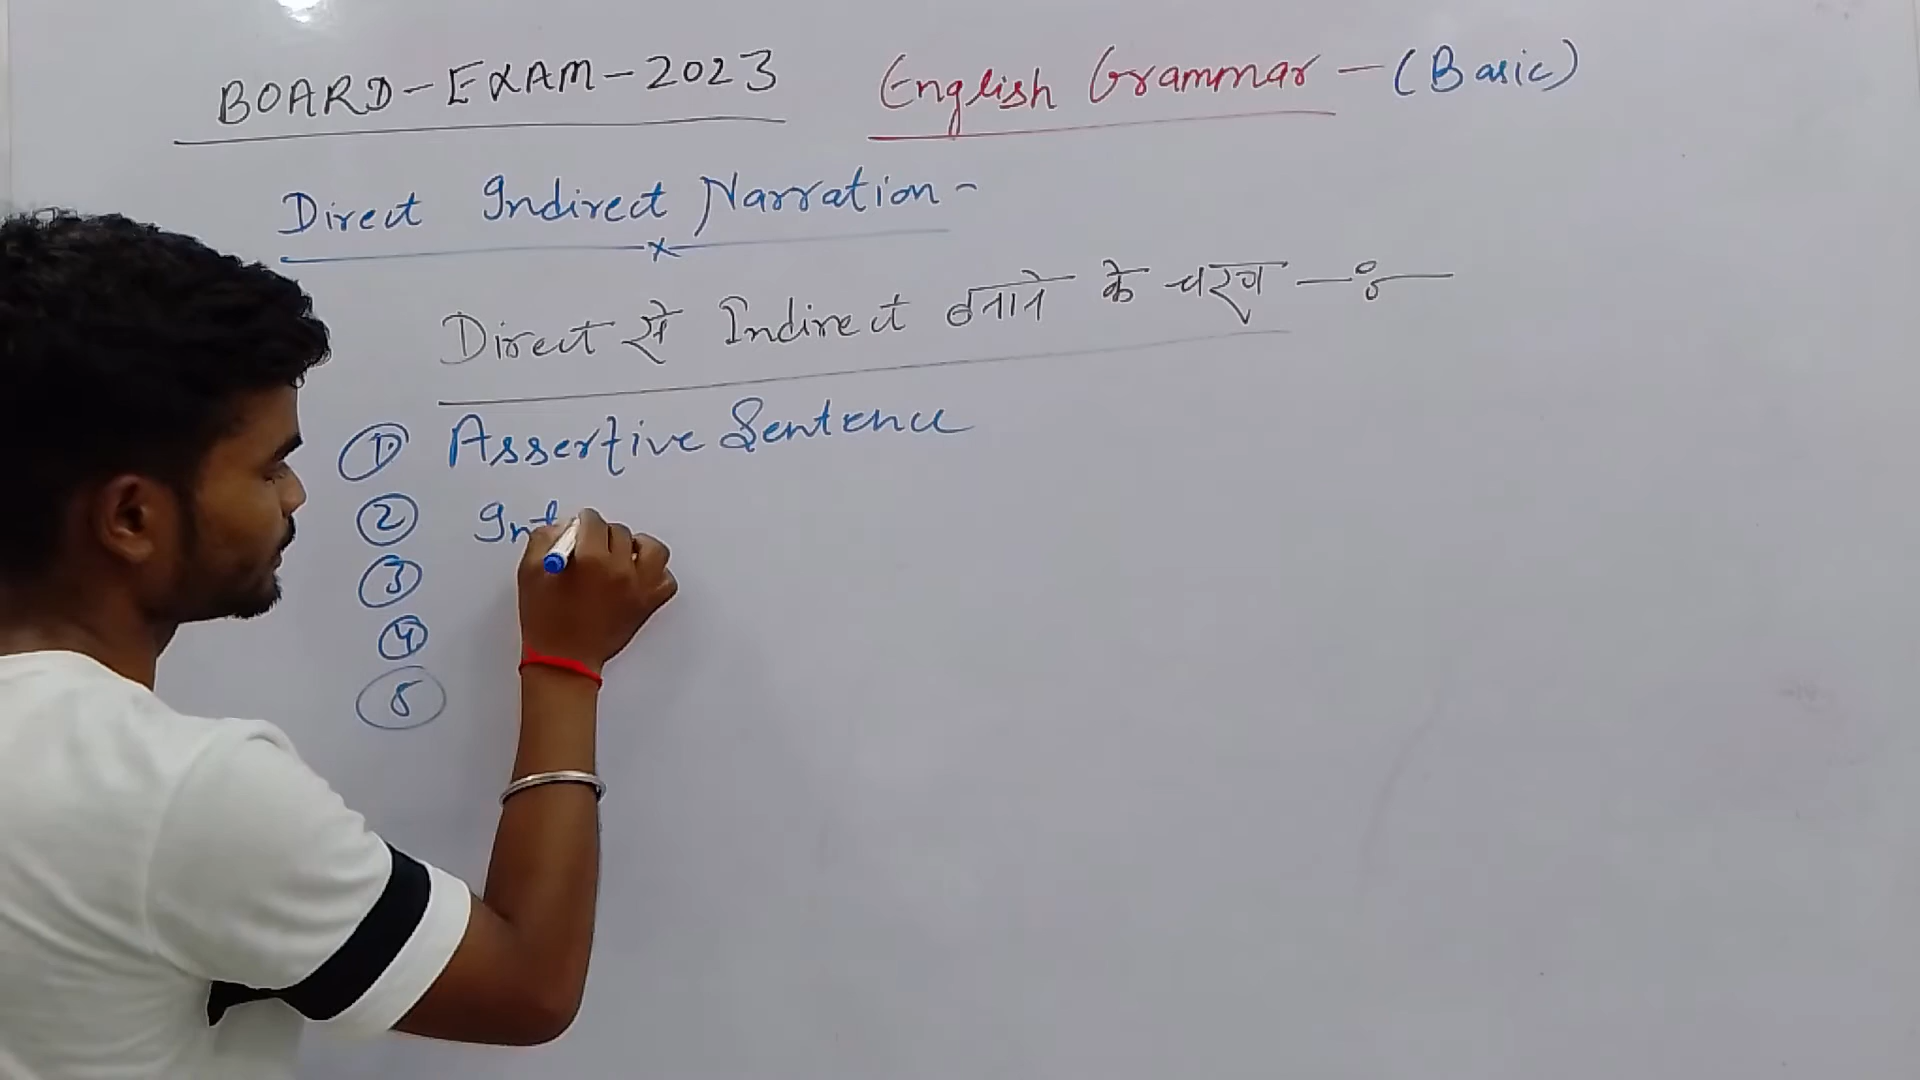 BOARD-EXAM-2023 English Grammar - (Basic)
Direct Indirect Narration -
Direct से Indirect बनाने के चरण -:-
① Assertive Sentence
② Int
③
④
⑤